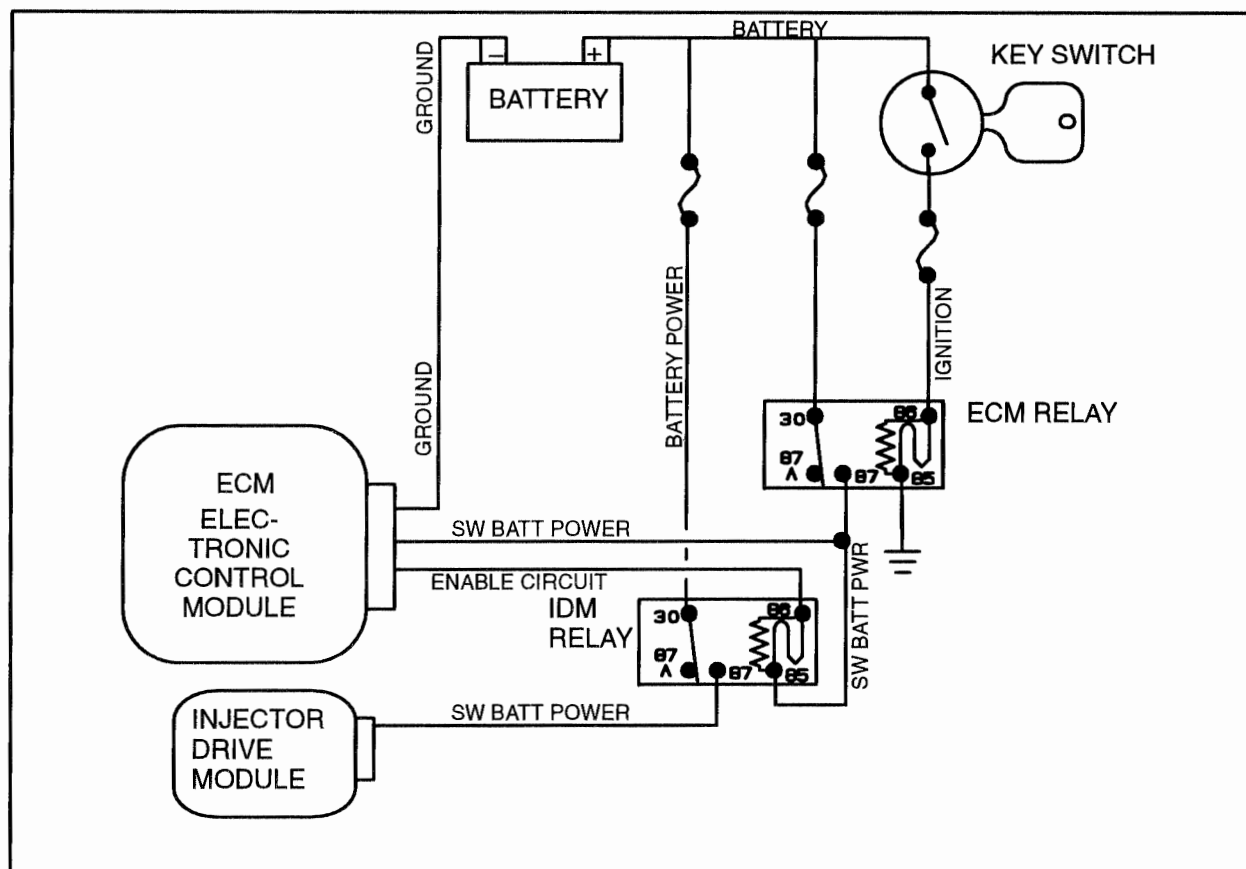 BATTERY
KEY SWITCH
GROUND
− +
BATTERY
GROUND
BATTERY POWER
IGNITION
ECM RELAY
30 86
87 87 85
A
ECM
ELEC-
TRONIC
CONTROL
MODULE
SW BATT POWER
ENABLE CIRCUIT
SW BATT PWR
IDM
RELAY
30 86
87 87 85
A
SW BATT POWER
INJECTOR
DRIVE
MODULE